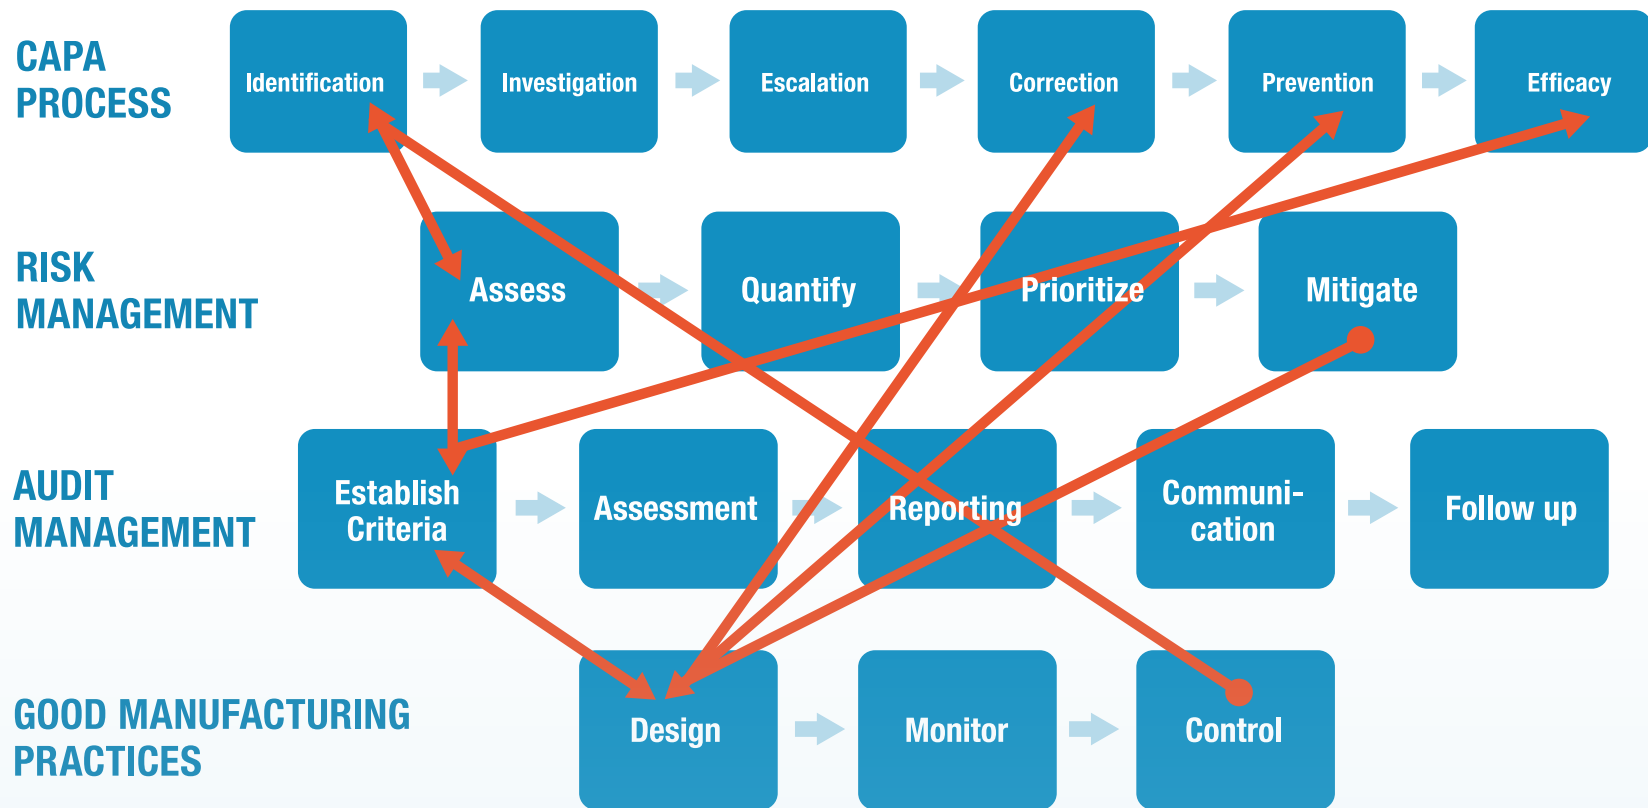 CAPA
PROCESS
Identification
Investigation
Escalation
Correction
Prevention
Efficacy
RISK
MANAGEMENT
Assess
Quantify
Prioritize
Mitigate
AUDIT
MANAGEMENT
Establish
Criteria
Assessment
Reporting
Communi-
cation
Follow up
GOOD MANUFACTURING
PRACTICES
Design
Monitor
Control